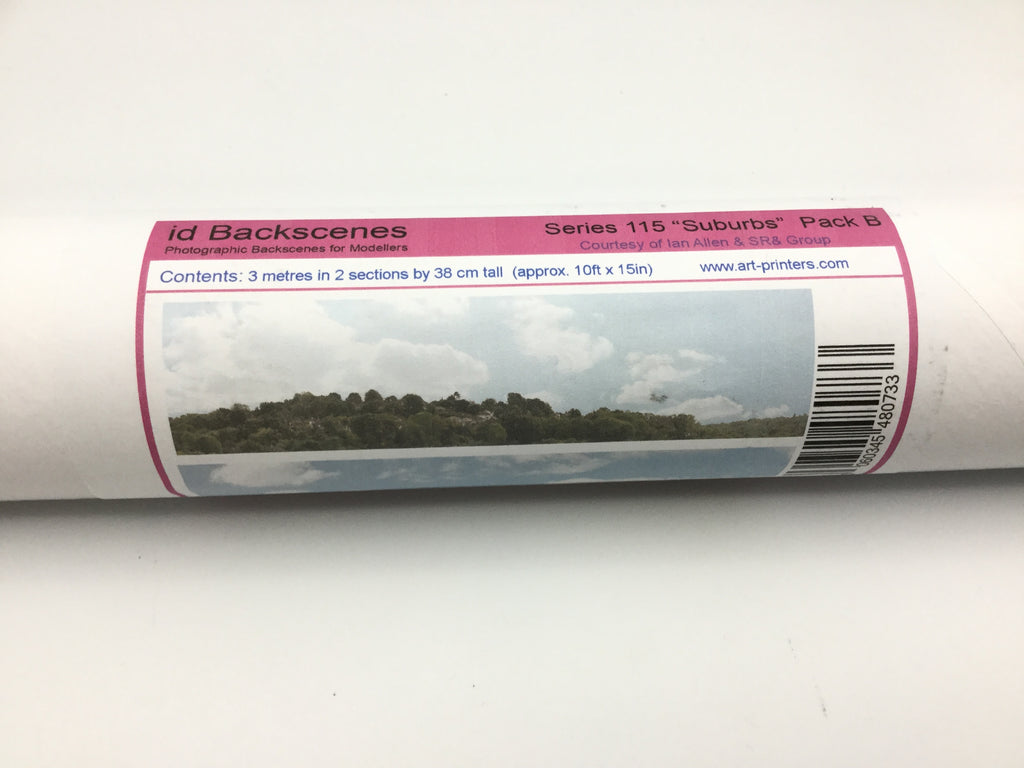 id Backscenes
Photographic Backscenes for Modellers
Series 115 "Suburbs" Pack B
Courtesy of Ian Allen & SR& Group
Contents: 3 metres in 2 sections by 38 cm tall (approx. 10ft x 15in)
www.art-printers.com
060345 480733